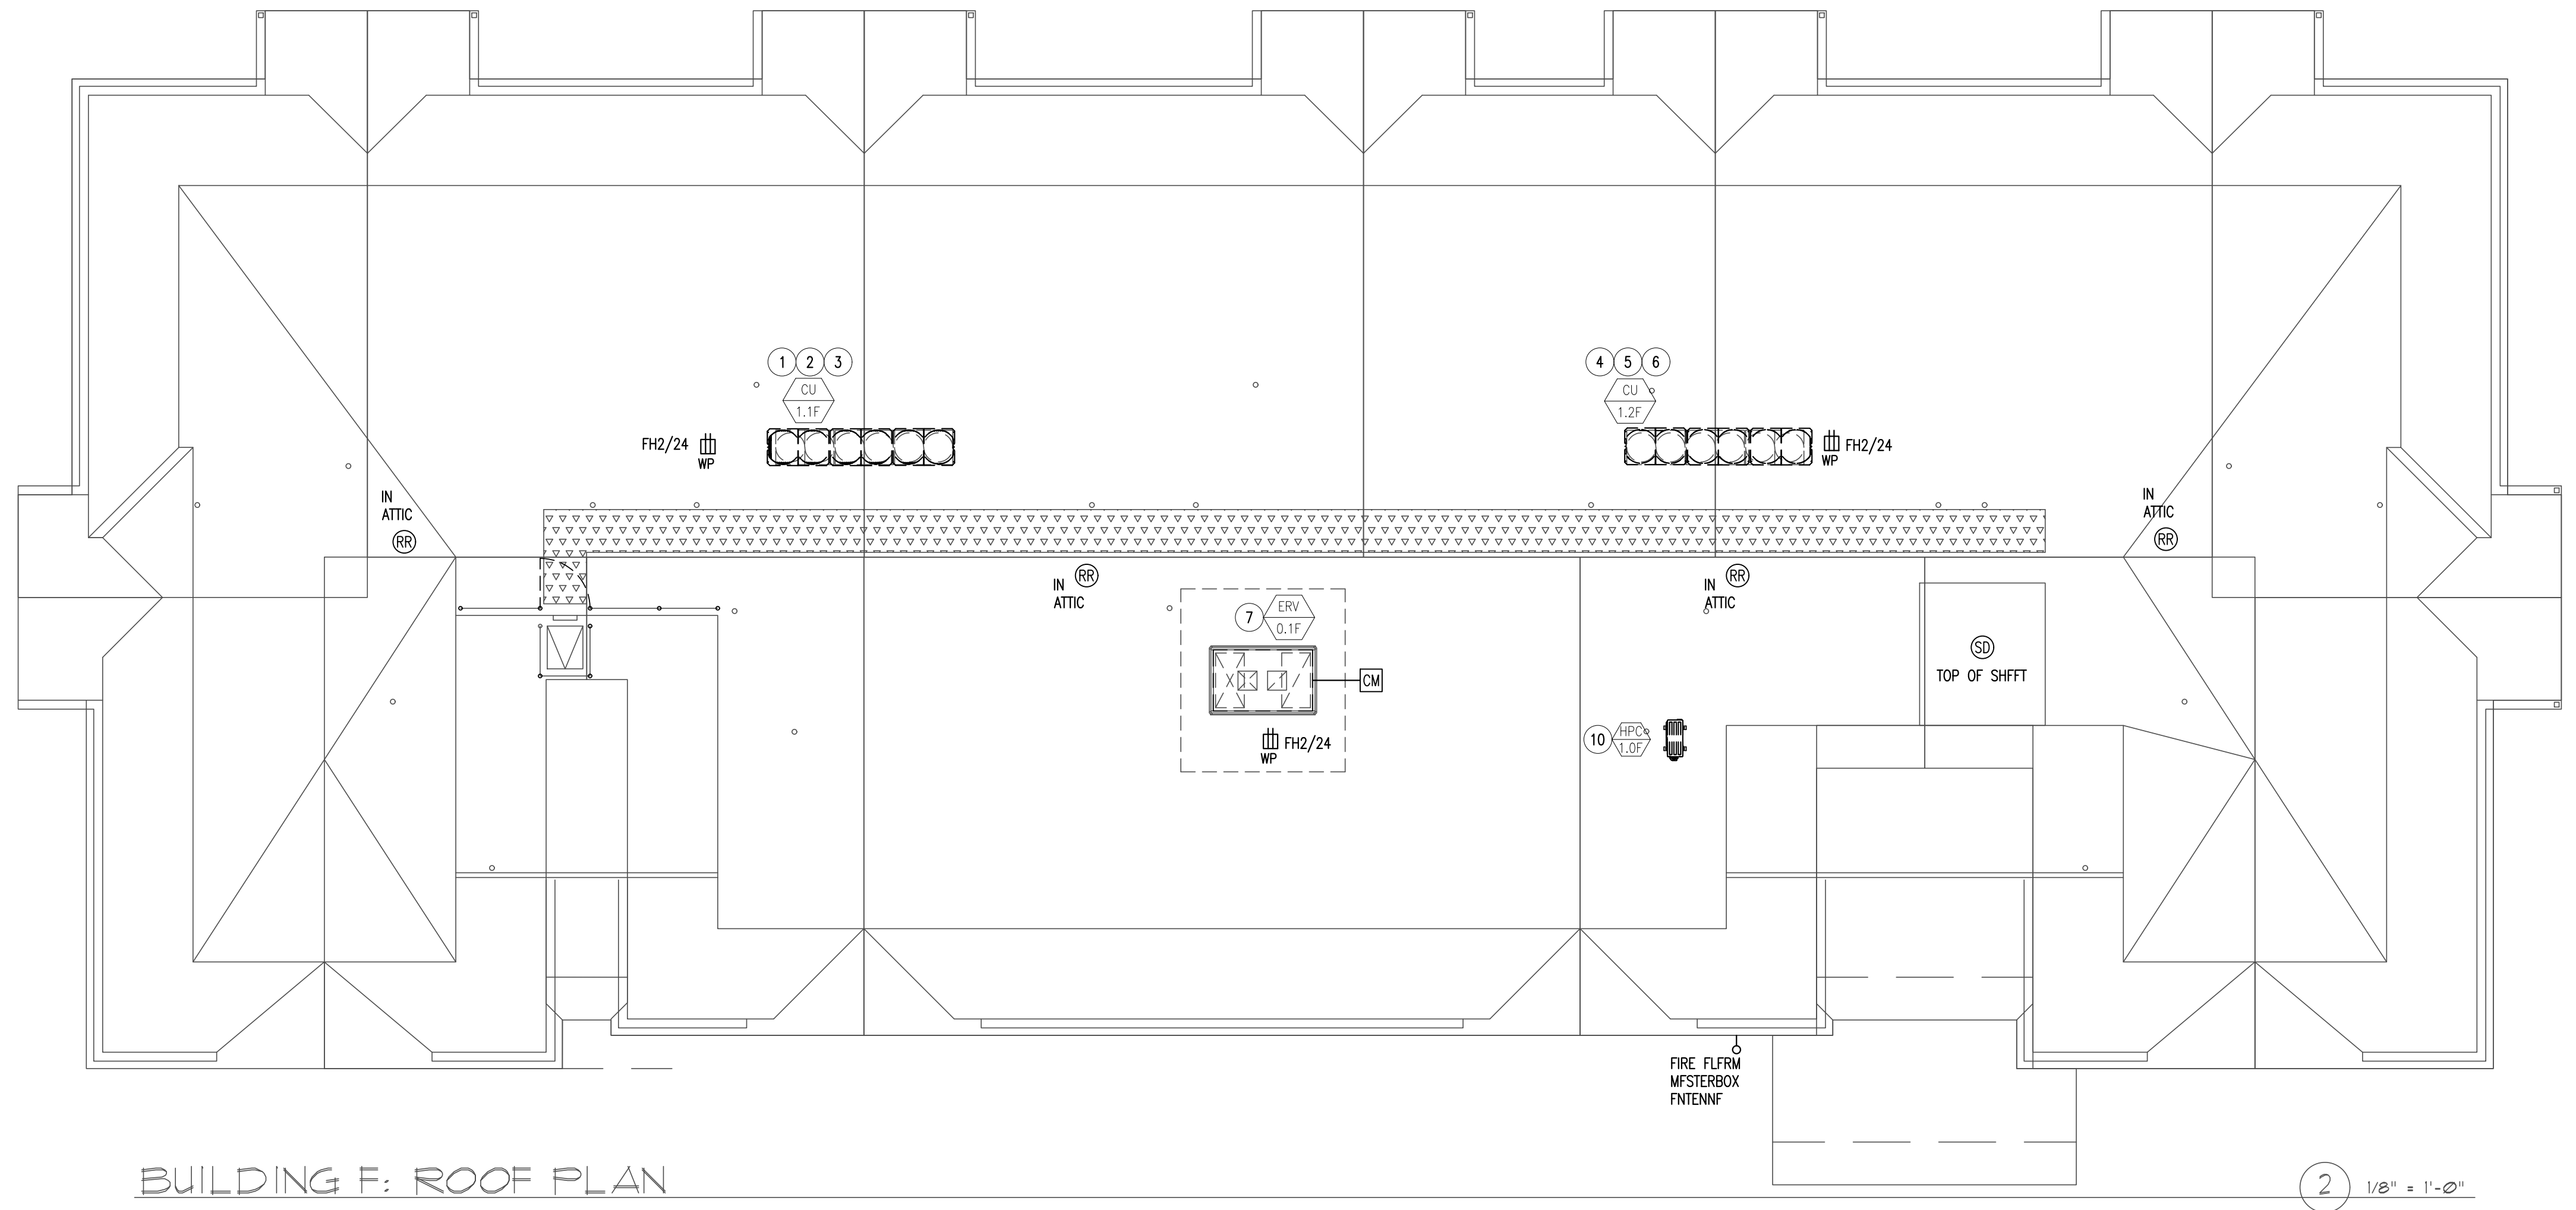 1 2 3
CU
1.1F
FH2/24
WP
4 5 6
CU
1.2F
FH2/24
WP
IN
ATTIC
RR
IN
ATTIC
RR
RR
IN
ATTIC
RR
IN
ATTIC
7
ERV
0.1F
CM
FH2/24
WP
SD
TOP OF SHFFT
10
HPC
1.0F
FIRE FLFRM
MFSTERBOX
FNTENNF
BUILDING F: ROOF PLAN
2 1/8" = 1'-0"